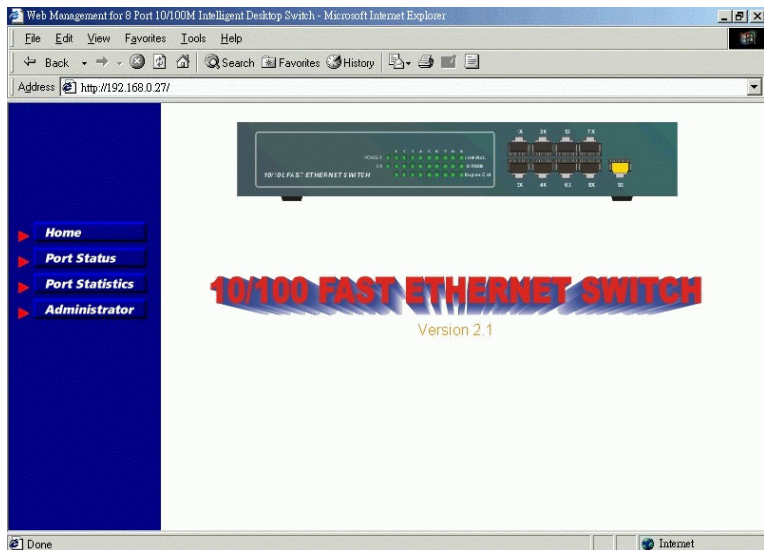 Web Management for 8 Port 10/100M Intelligent Desktop Switch - Microsoft Internet Explorer
File Edit View Favorites Tools Help
Back Search Favorites History
Address http://192.168.0.27/
POWER
10/100 FAST ETHERNET SWITCH
Home
Port Status
Port Statistics
Administrator
10/100 FAST ETHERNET SWITCH
Version 2.1
Done Internet